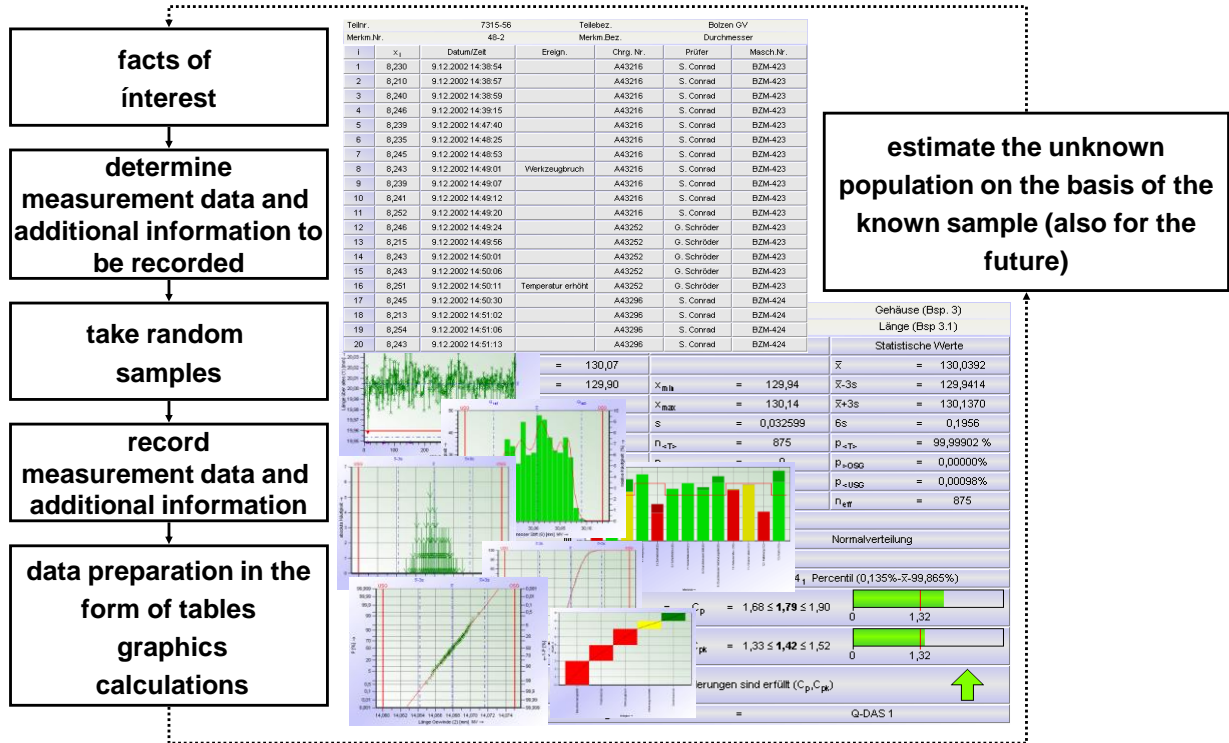 facts of
ínterest
determine
measurement data and
additional information to
be recorded
take random
samples
record
measurement data and
additional information
data preparation in the
form of tables
graphics
calculations
Teilnr. 7315-56 Teilebez. Bolzen GV
Merkm.Nr. 48-2 Merkm.Bez. Durchmesser
i x i Datum/Zeit Ereign. Chrg. Nr. Prüfer Masch.Nr.
1 8,230 9.12.2002 14:38:54 A43216 S. Conrad BZM-423
2 8,210 9.12.2002 14:38:57 A43216 S. Conrad BZM-423
3 8,240 9.12.2002 14:38:59 A43216 S. Conrad BZM-423
4 8,246 9.12.2002 14:39:15 A43216 S. Conrad BZM-423
5 8,239 9.12.2002 14:47:40 A43216 S. Conrad BZM-423
6 8,235 9.12.2002 14:48:25 A43216 S. Conrad BZM-423
7 8,245 9.12.2002 14:48:53 A43216 S. Conrad BZM-423
8 8,243 9.12.2002 14:49:01 Werkzeugbruch A43216 S. Conrad BZM-423
9 8,239 9.12.2002 14:49:07 A43216 S. Conrad BZM-423
10 8,241 9.12.2002 14:49:12 A43216 S. Conrad BZM-423
11 8,252 9.12.2002 14:49:20 A43216 S. Conrad BZM-423
12 8,246 9.12.2002 14:49:24 A43252 G. Schröder BZM-423
13 8,215 9.12.2002 14:49:56 A43252 G. Schröder BZM-423
14 8,243 9.12.2002 14:50:01 A43252 G. Schröder BZM-423
15 8,243 9.12.2002 14:50:06 A43252 G. Schröder BZM-423
16 8,251 9.12.2002 14:50:11 Temperatur erhöht A43252 G. Schröder BZM-423
17 8,245 9.12.2002 14:50:30 A43296 S. Conrad BZM-424
18 8,213 9.12.2002 14:51:02 A43296 S. Conrad BZM-424
19 8,254 9.12.2002 14:51:06 A43296 S. Conrad BZM-424
20 8,243 9.12.2002 14:51:13 A43296 S. Conrad BZM-424
estimate the unknown
population on the basis of the
known sample (also for the
future)
Gehäuse (Bsp. 3)
Länge (Bsp 3.1)
Statistische Werte
= 130,07 x̅ = 130,0392
= 129,90 x min = 129,94 x̅-3s = 129,9414
x max = 130,14 x̅+3s = 130,1370
s = 0,032599 6s = 0,1956
n <T> = 875 p <T> = 99,99902 %
p >OSG = 0,00000%
p <USG = 0,00098%
n eff = 875
Normalverteilung
Percentil (0,135%-x̅-99,865%)
= C p = 1,68 ≤ 1,79 ≤ 1,90
0 1,32
C pk = 1,33 ≤ 1,42 ≤ 1,52
0 1,32
derungen sind erfüllt (C p ,C pk )
= Q-DAS 1